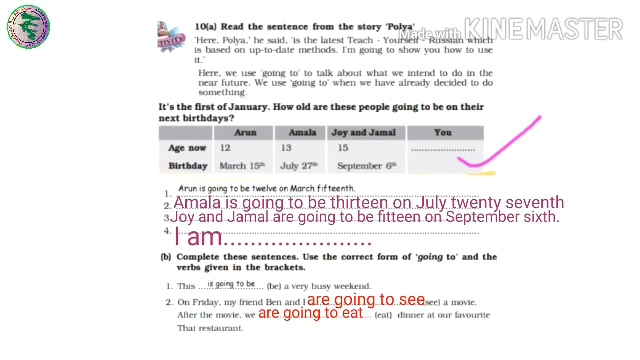 10(a) Read the sentence from the story 'Polya'
Made with KINEMASTER
'Here, Polya,' he said, 'is the latest Teach - Yourself - Russian which
is based on up-to-date methods. I'm going to show you how to use
it.'
Here, we use 'going to' to talk about what we intend to do in the
near future. We use 'going to' when we have already decided to do
something.
It's the first of January. How old are these people going to be on their
next birthdays?
Arun Amala Joy and Jamal You
Age now 12 13 15 ........................
Birthday March 15th July 27th September 6th
1. Arun is going to be twelve on March fifteenth.
2. Amala is going to be thirteen on July twenty seventh
3. Joy and Jamal are going to be fitteen on September sixth.
4. I am......................
(b) Complete these sentences. Use the correct form of 'going to' and the
verbs given in the brackets.
1. This ...is going to be... (be) a very busy weekend.
2. On Friday, my friend Ben and I are going to see (see) a movie.
After the movie, we are going to eat... (eat) dinner at our favourite
Thai restaurant.